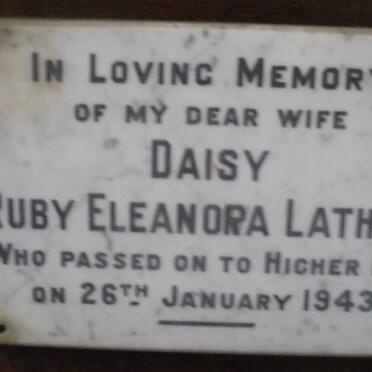 In Loving Memory
of my dear wife
Daisy
Ruby Eleanora Lath
Who passed on to Higher
on 26th January 1943